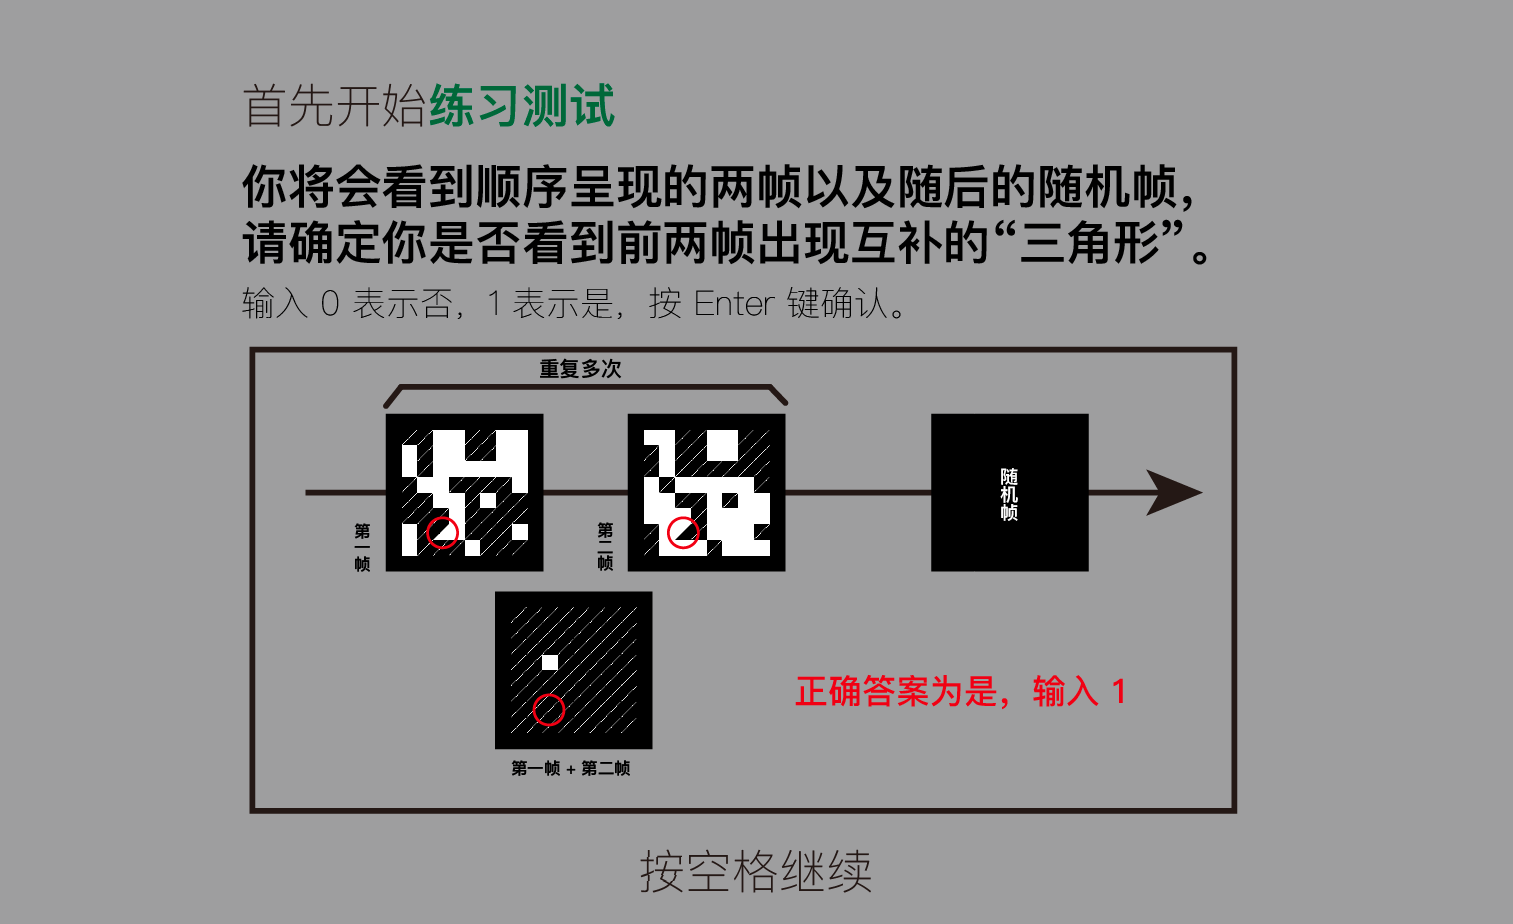 首先开始练习测试
你将会看到顺序呈现的两帧以及随后的随机帧，
请确定你是否看到前两帧出现互补的“三角形”。
输入 0 表示否，1 表示是，按 Enter 键确认。
重复多次
第一帧
第二帧
随机帧
正确答案为是，输入 1
第一帧 + 第二帧
按空格继续